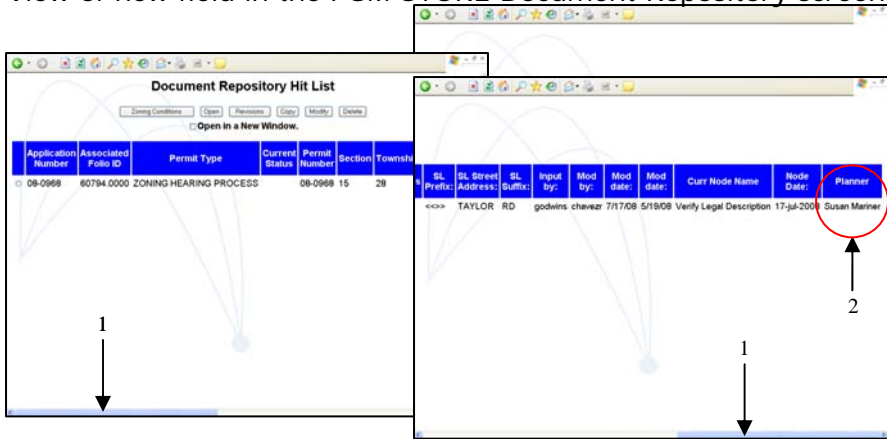 View of new field in the PGM STORE Document Repository screen
Document Repository Hit List
Zoning Conditions Open Revisions Copy Modify Delete
Open in a New Window.
Application Number Associated Folio ID Permit Type Current Status Permit Number Section Townshi
08-0968 60794.0000 ZONING HEARING PROCESS 08-0968 15 28
1
s SL Prefix: SL Street Address: SL Suffix: Input by: Mod by: Mod date: Mod date: Curr Node Name Node Date: Planner
<<>> TAYLOR RD godwins chavezr 7/17/08 5/19/08 Verify Legal Description 17-jul-2008 Susan Mariner
2
1